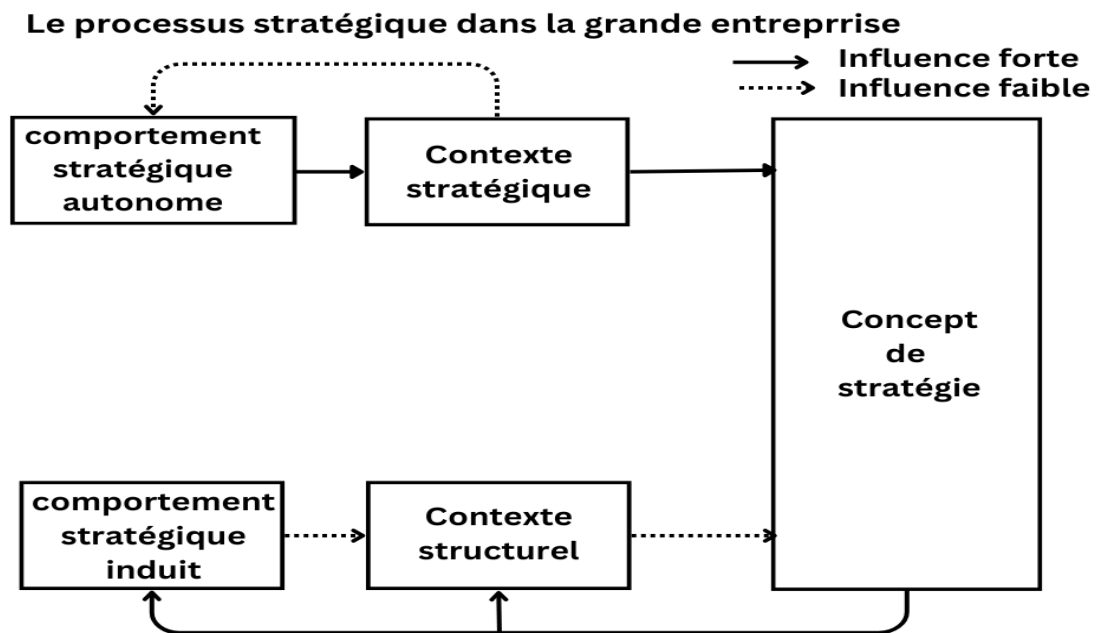 Le processus stratégique dans la grande entreprrise
Influence forte
Influence faible
comportement
stratégique
autonome
Contexte
stratégique
Concept
de
stratégie
comportement
stratégique
induit
Contexte
structurel